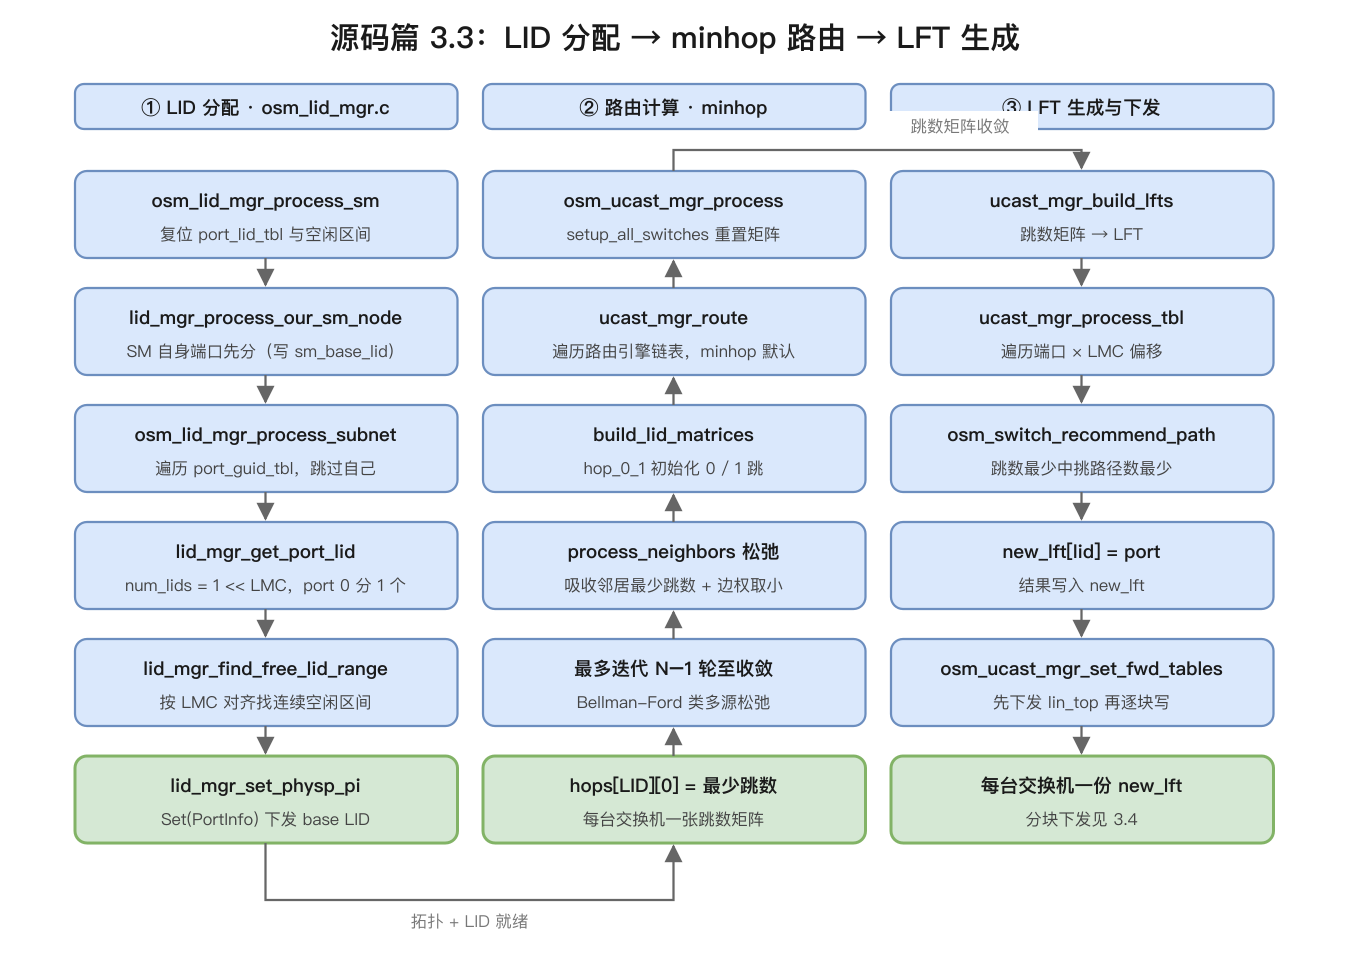 源码篇 3.3：LID 分配 → minhop 路由 → LFT 生成
① LID 分配 · osm_lid_mgr.c
osm_lid_mgr_process_sm
复位 port_lid_tbl 与空闲区间
lid_mgr_process_our_sm_node
SM 自身端口先分（写 sm_base_lid）
osm_lid_mgr_process_subnet
遍历 port_guid_tbl，跳过自己
lid_mgr_get_port_lid
num_lids = 1 << LMC，port 0 分 1 个
lid_mgr_find_free_lid_range
按 LMC 对齐找连续空闲区间
lid_mgr_set_physp_pi
Set(PortInfo) 下发 base LID
拓扑 + LID 就绪
② 路由计算 · minhop
osm_ucast_mgr_process
setup_all_switches 重置矩阵
ucast_mgr_route
遍历路由引擎链表，minhop 默认
build_lid_matrices
hop_0_1 初始化 0 / 1 跳
process_neighbors 松弛
吸收邻居最少跳数 + 边权取小
最多迭代 N−1 轮至收敛
Bellman–Ford 类多源松弛
hops[LID][0] = 最少跳数
每台交换机一张跳数矩阵
③ LFT 生成与下发
跳数矩阵收敛
ucast_mgr_build_lfts
跳数矩阵 → LFT
ucast_mgr_process_tbl
遍历端口 × LMC 偏移
osm_switch_recommend_path
跳数最少中挑路径数最少
new_lft[lid] = port
结果写入 new_lft
osm_ucast_mgr_set_fwd_tables
先下发 lin_top 再逐块写
每台交换机一份 new_lft
分块下发见 3.4